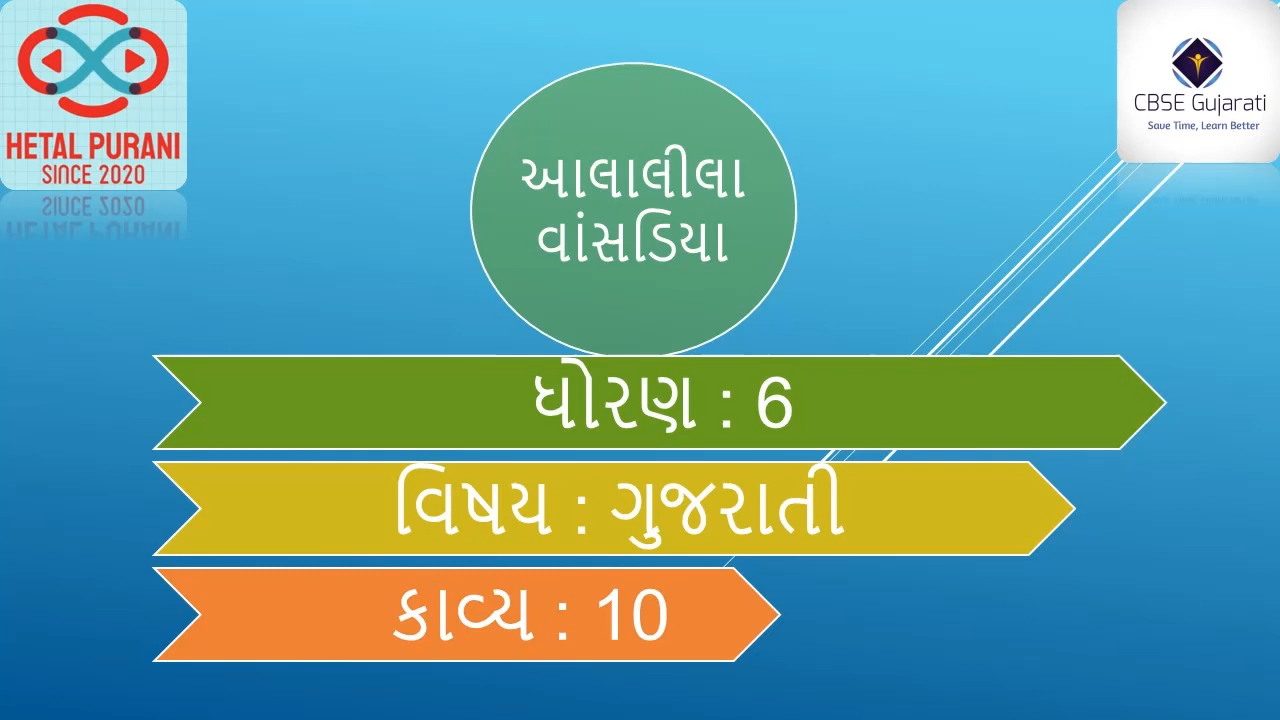 HETAL PURANI
SINCE 2020
CBSE Gujarati
Save Time, Learn Better
આલાલીલા
વાંસડિયા
ધોરણ : 6
વિષય : ગુજરાતી
કાવ્ય : 10